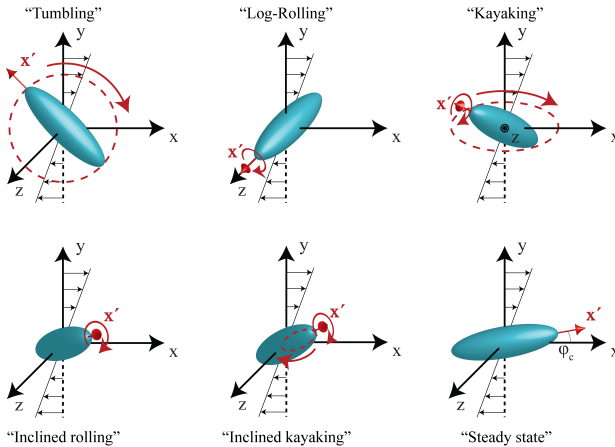 “Tumbling”
“Log-Rolling”
“Kayaking”
y
x′
x
z
y
x′
x
z
y
x′
x
z
y
x′
x
z
y
x′
x
z
y
x′
φc
x
z
“Inclined rolling”
“Inclined kayaking”
“Steady state”